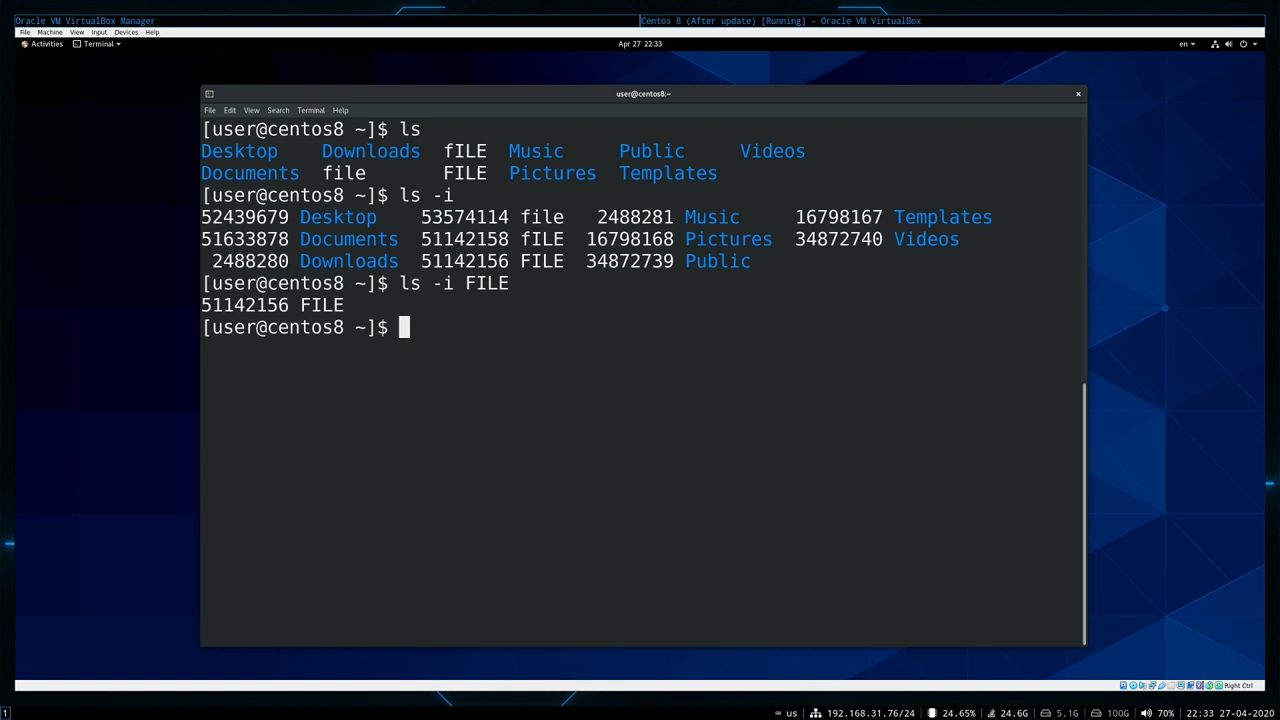 Oracle VM VirtualBox Manager
Centos 8 (After update) [Running] - Oracle VM VirtualBox
File Machine View Input Devices Help
Activities Terminal Apr 27 22:33 en
user@centos8:~
File Edit View Search Terminal Help
[user@centos8 ~]$ ls
Desktop Downloads fILE Music Public Videos
Documents file FILE Pictures Templates
[user@centos8 ~]$ ls -i
52439679 Desktop 53574114 file 2488281 Music 16798167 Templates
51633878 Documents 51142158 fILE 16798168 Pictures 34872740 Videos
2488280 Downloads 51142156 FILE 34872739 Public
[user@centos8 ~]$ ls -i FILE
51142156 FILE
[user@centos8 ~]$
Right Ctrl
1 us 192.168.31.76/24 24.65% 24.6G 5.1G 100G 70% 22:33 27-04-2020